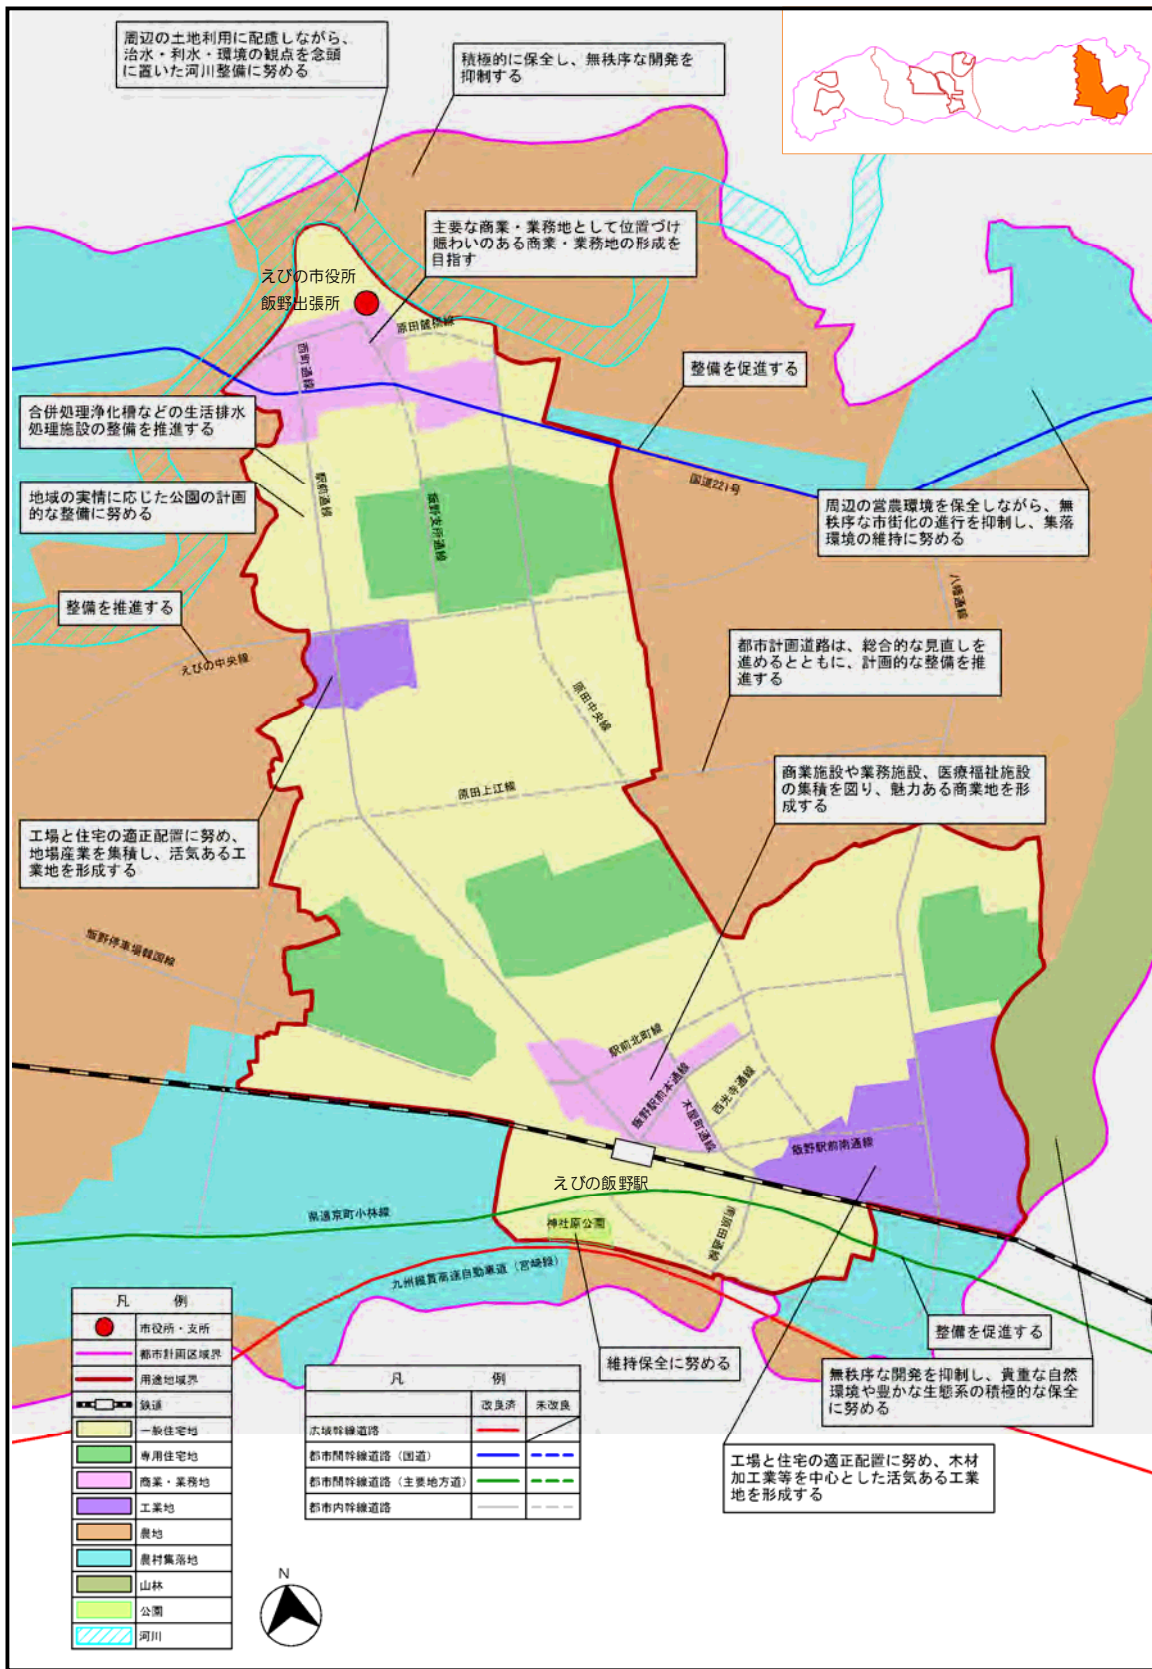 周辺の土地利用に配慮しながら、
治水・利水・環境の観点を念頭
に置いた河川整備に努める
積極的に保全し、無秩序な開発を
抑制する
主要な商業・業務地として位置づけ
賑わいのある商業・業務地の形成を
目指す
えびの市役所
飯野出張所
原田麓橋線
西町通線
整備を促進する
合併処理浄化槽などの生活排水
処理施設の整備を推進する
駅前通線
飯野支所通線
国道221号
地域の実情に応じた公園の計画
的な整備に努める
周辺の営農環境を保全しながら、無
秩序な市街化の進行を抑制し、集落
環境の維持に努める
八幡通線
整備を推進する
えびの中央線
都市計画道路は、総合的な見直しを
進めるとともに、計画的な整備を推
進する
原田中央線
原田上江線
商業施設や業務施設、医療福祉施設
の集積を図り、魅力ある商業地を形
成する
工場と住宅の適正配置に努め、
地場産業を集積し、活気ある工
業地を形成する
飯野停車場韓国線
駅前北町線
飯野駅前本通線
西光寺通線
木屋町通線
飯野駅前南通線
えびの飯野駅
県道京町小林線
神社原公園
南原田通線
九州縦貫高速自動車道（宮崎線）
整備を促進する
維持保全に努める
無秩序な開発を抑制し、貴重な自然
環境や豊かな生態系の積極的な保全
に努める
工場と住宅の適正配置に努め、木材
加工業等を中心とした活気ある工業
地を形成する
凡 例
市役所・支所
都市計画区域界
用途地域界
鉄道
一般住宅地
専用住宅地
商業・業務地
工業地
農地
農村集落地
山林
公園
河川
凡 例
改良済 未改良
広域幹線道路
都市間幹線道路（国道）
都市間幹線道路（主要地方道）
都市内幹線道路
N